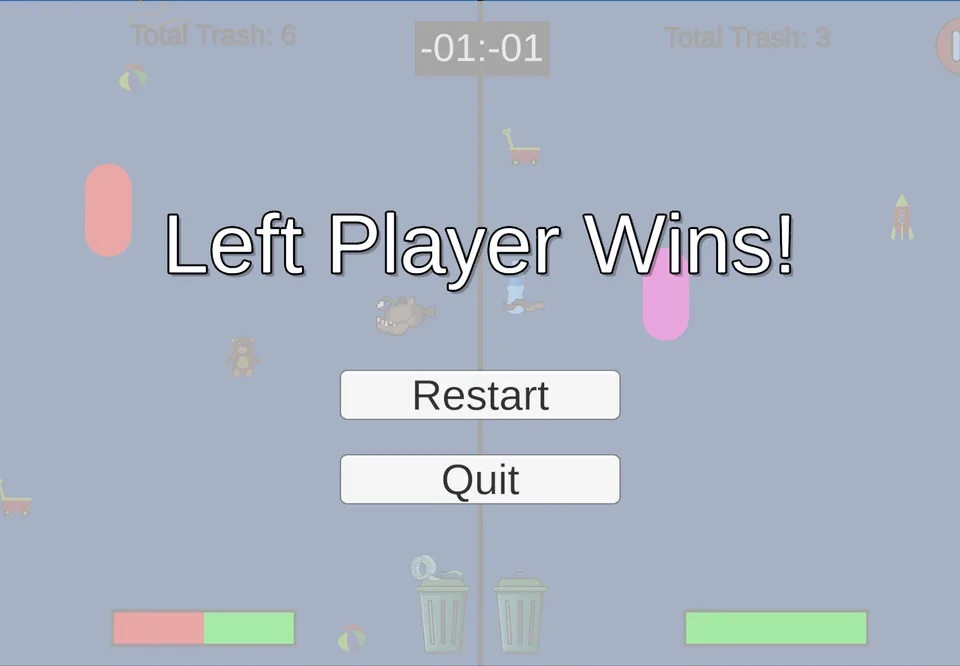 Total Trash: 6
-01:-01
Total Trash: 3
Left Player Wins!
Restart
Quit